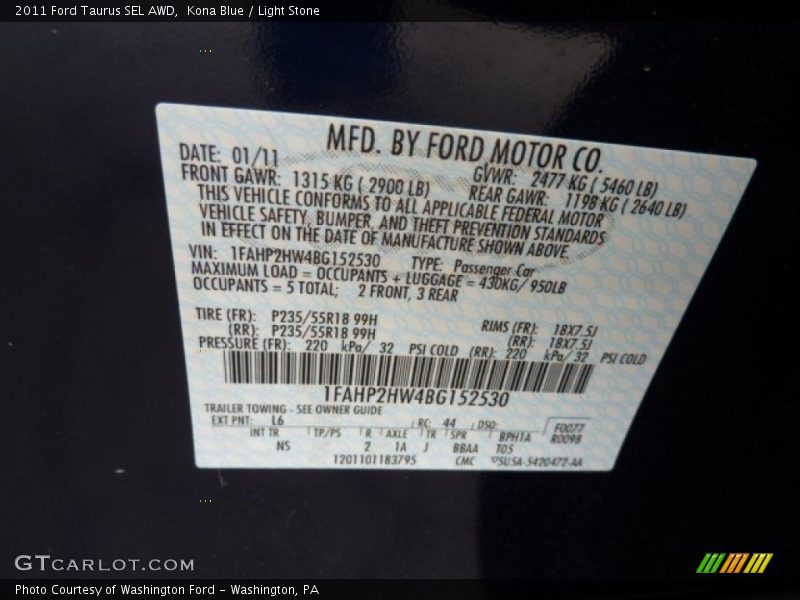 2011 Ford Taurus SEL AWD, Kona Blue / Light Stone
MFD. BY FORD MOTOR CO.
DATE: 01/11 GVWR: 2477 KG ( 5460 LB)
FRONT GAWR: 1315 KG ( 2900 LB) REAR GAWR: 1198 KG ( 2640 LB)
THIS VEHICLE CONFORMS TO ALL APPLICABLE FEDERAL MOTOR
VEHICLE SAFETY, BUMPER, AND THEFT PREVENTION STANDARDS
IN EFFECT ON THE DATE OF MANUFACTURE SHOWN ABOVE.
VIN: 1FAHP2HW4BG152530 TYPE: Passenger Car
MAXIMUM LOAD = OCCUPANTS + LUGGAGE = 430KG/ 950LB
OCCUPANTS = 5 TOTAL; 2 FRONT, 3 REAR
TIRE (FR): P235/55R18 99H RIMS (FR): 18X7.5J
(RR): P235/55R18 99H (RR): 18X7.5J
PRESSURE (FR): 220 kPa/ 32 PSI COLD (RR): 220 kPa/ 32 PSI COLD
1FAHP2HW4BG152530
TRAILER TOWING - SEE OWNER GUIDE
EXT PNT: L6 RC: 44 DSO: F0077
INT TR TP/PS R AXLE TR SPR BPH1A R0098
NS 2 1A J BBAA T05
1201101183795 CMC 5U5A-5420472-AA
GTCARLOT.COM
Photo Courtesy of Washington Ford - Washington, PA